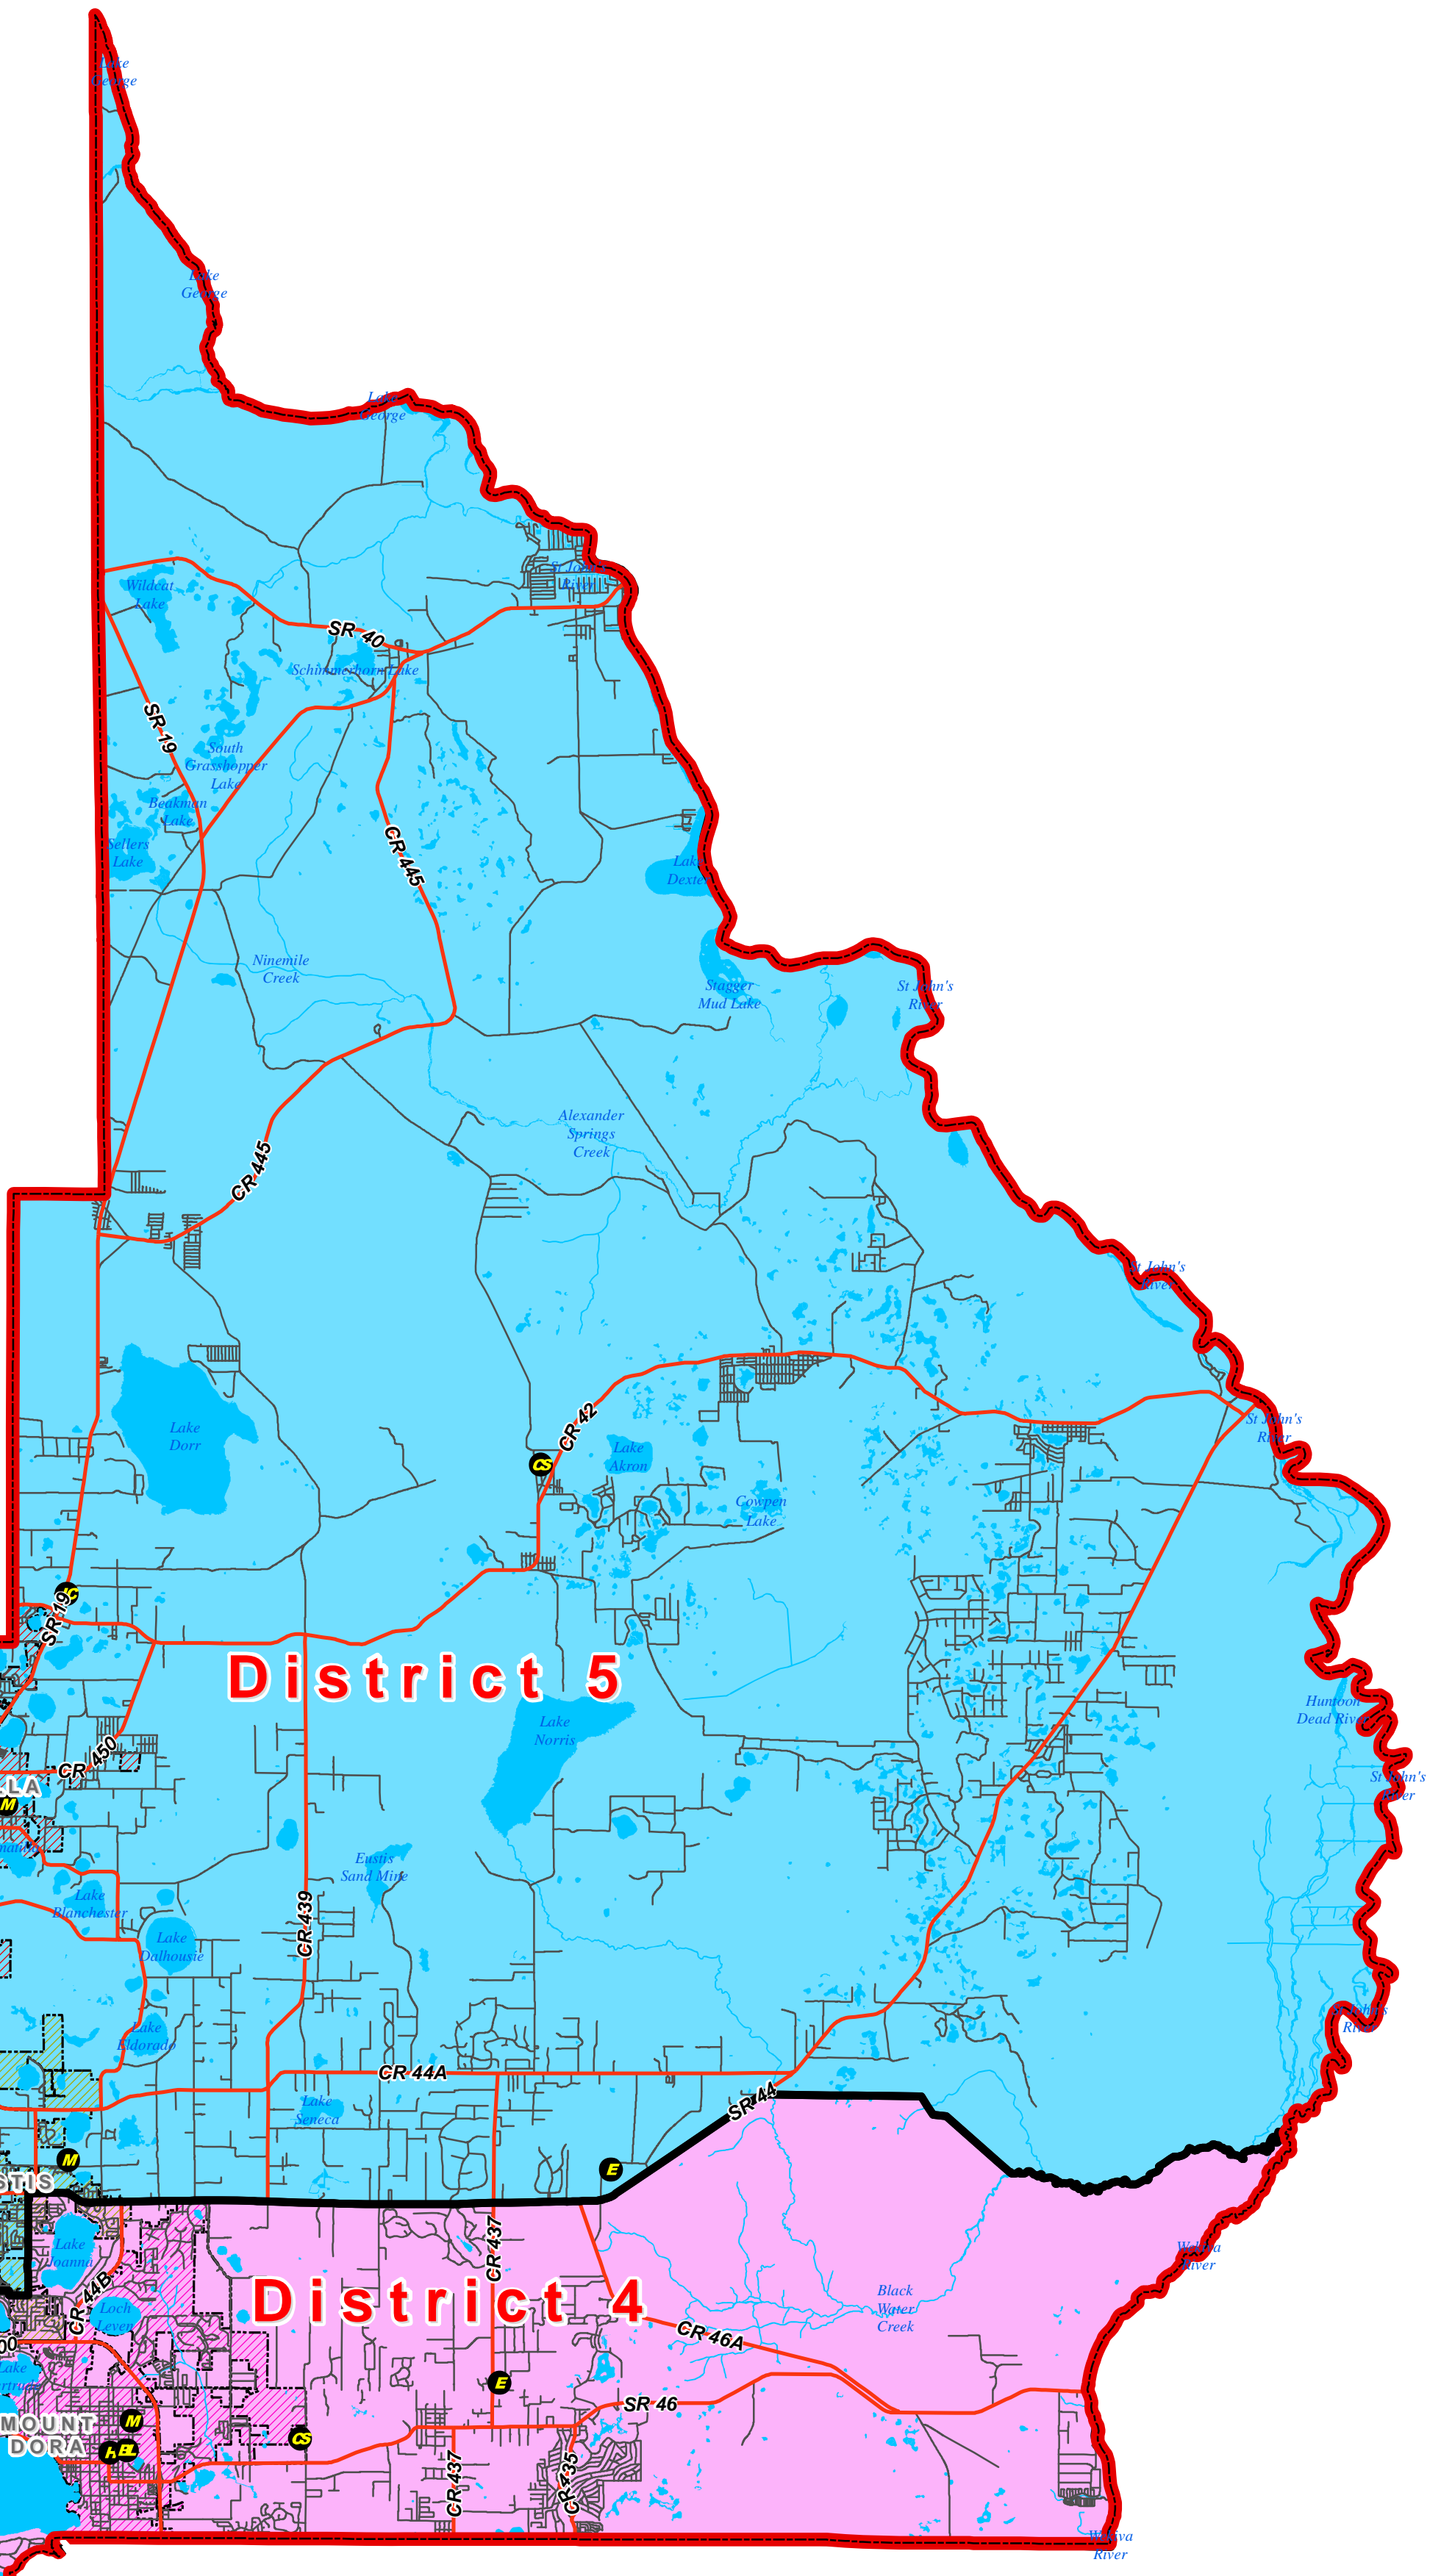 Lake
George
Lake
George
Lake
George
St John's
River
Wildcat
Lake
SR 40
Schimmerhorn Lake
SR 19
South
Grasshopper
Lake
Beakman
Lake
Sellers
Lake
CR 445
Lake
Dexter
Ninemile
Creek
Stagger
Mud Lake
St John's
River
Alexander
Springs
Creek
CR 445
St John's
River
Lake
Dorr
CR 42
Lake
Akron
CS
Cowpen
Lake
St John's
River
SR 19
District 5
Lake
Norris
Huntoon
Dead River
CR 450
LLA
M
St John's
River
Eustis
Sand Mine
Lake
Blanchester
CR 439
Lake
Dalhousie
St John's
River
Lake
Eldorado
CR 44A
Lake
Seneca
SR 44
M
E
STIS
Lake
Joanna
CR 437
Wekiva
River
CR 44B
District 4
Black
Water
Creek
Loch
Leven
CR 46A
Lake
E
SR 46
MOUNT
DORA
M
CS
h
BL
CR 437
CR 435
Wekiva
River